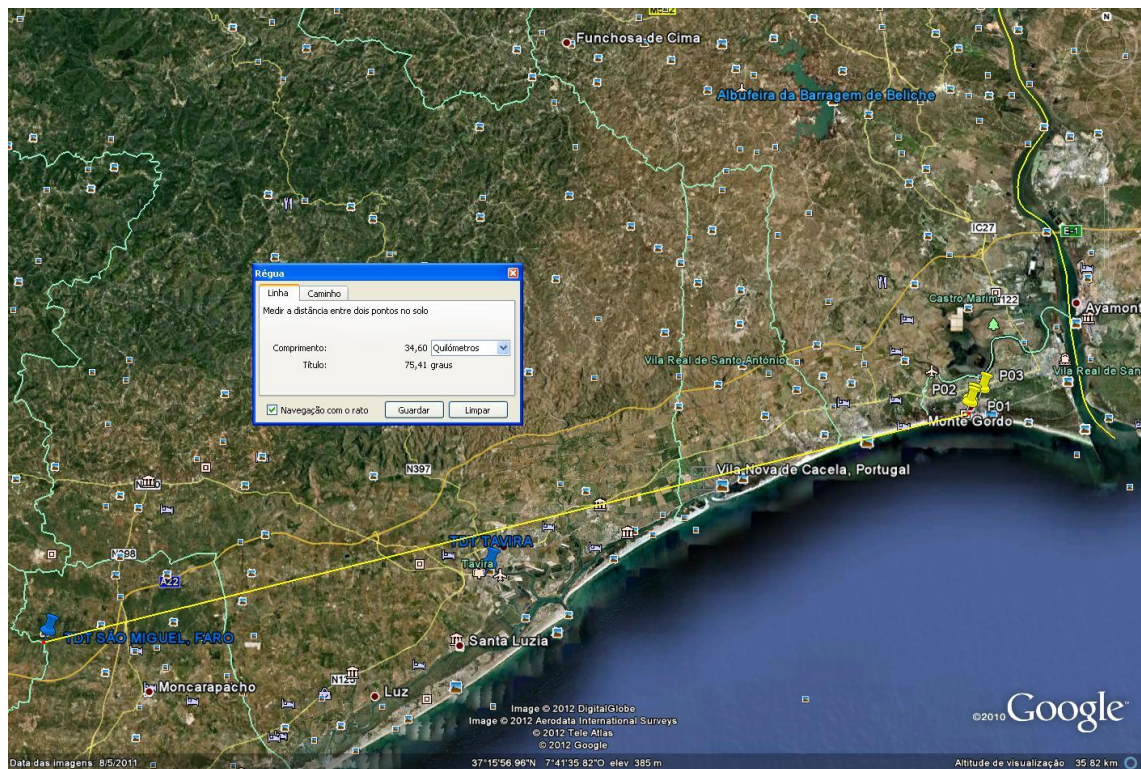 Funchosa de Cima
N
Albufeira da Barragem de Beliche
IC27
E-1
Régua
Linha
Caminho
Medir a distância entre dois pontos no solo
Comprimento:
34,60
Quilómetros
Título:
75,41 graus
Navegação com o rato
Guardar
Limpar
Castro Marim
Ayamont
Vila Real de Santo António
Vila Real de San
P03
P02
P01
Monte Gordo
N397
Vila Nova de Cacela, Portugal
TDT TAVIRA
Tavira
A22
TDT SÃO MIGUEL, FARO
Santa Luzia
Moncarapacho
Luz
N125
Image © 2012 DigitalGlobe
Image © 2012 Aerodata International Surveys
© 2012 Tele Atlas
© 2012 Google
©2010 Google
Data das imagens: 8/5/2011
37°15'56.96"N 7°41'35.82"O elev 385 m
Altitude de visualização 35.82 km